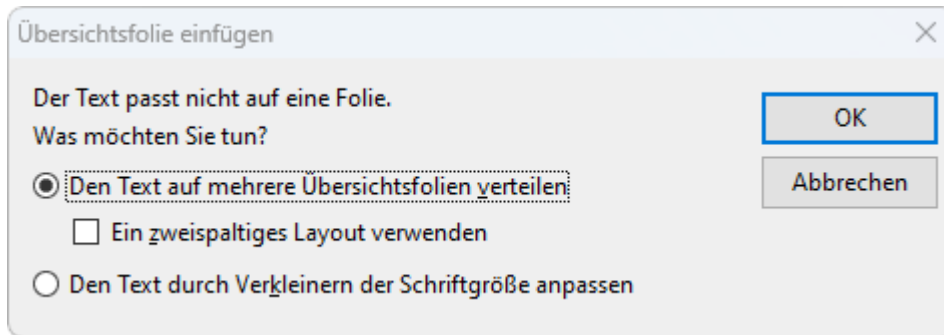 Übersichtsfolie einfügen
Der Text passt nicht auf eine Folie.
Was möchten Sie tun?
OK
Den Text auf mehrere Übersichtsfolien verteilen
Abbrechen
Ein zweispaltiges Layout verwenden
Den Text durch Verkleinern der Schriftgröße anpassen